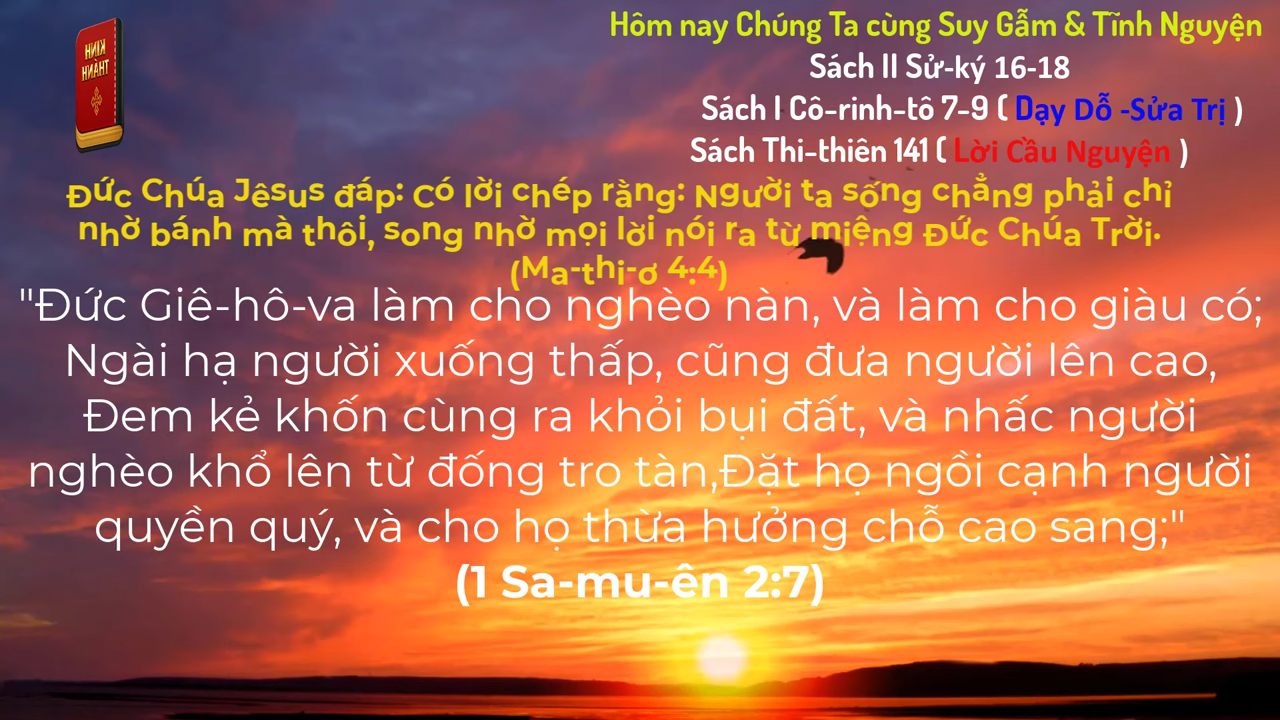 KINH
THÁNH
Hôm nay Chúng Ta cùng Suy Gẫm & Tĩnh Nguyện
Sách II Sử-ký 16-18
Sách I Cô-rinh-tô 7-9 ( Dạy Dỗ -Sửa Trị )
Sách Thi-thiên 141 ( Lời Cầu Nguyện )
Đức Chúa Jêsus đáp: Có lời chép rằng: Người ta sống chẳng phải chỉ
nhờ bánh mà thôi, song nhờ mọi lời nói ra từ miệng Đức Chúa Trời.
(Ma-thi-ơ 4:4)
"Đức Giê-hô-va làm cho nghèo nàn, và làm cho giàu có;
Ngài hạ người xuống thấp, cũng đưa người lên cao,
Đem kẻ khốn cùng ra khỏi bụi đất, và nhấc người
nghèo khổ lên từ đống tro tàn,Đặt họ ngồi cạnh người
quyền quý, và cho họ thừa hưởng chỗ cao sang;"
(1 Sa-mu-ên 2:7)